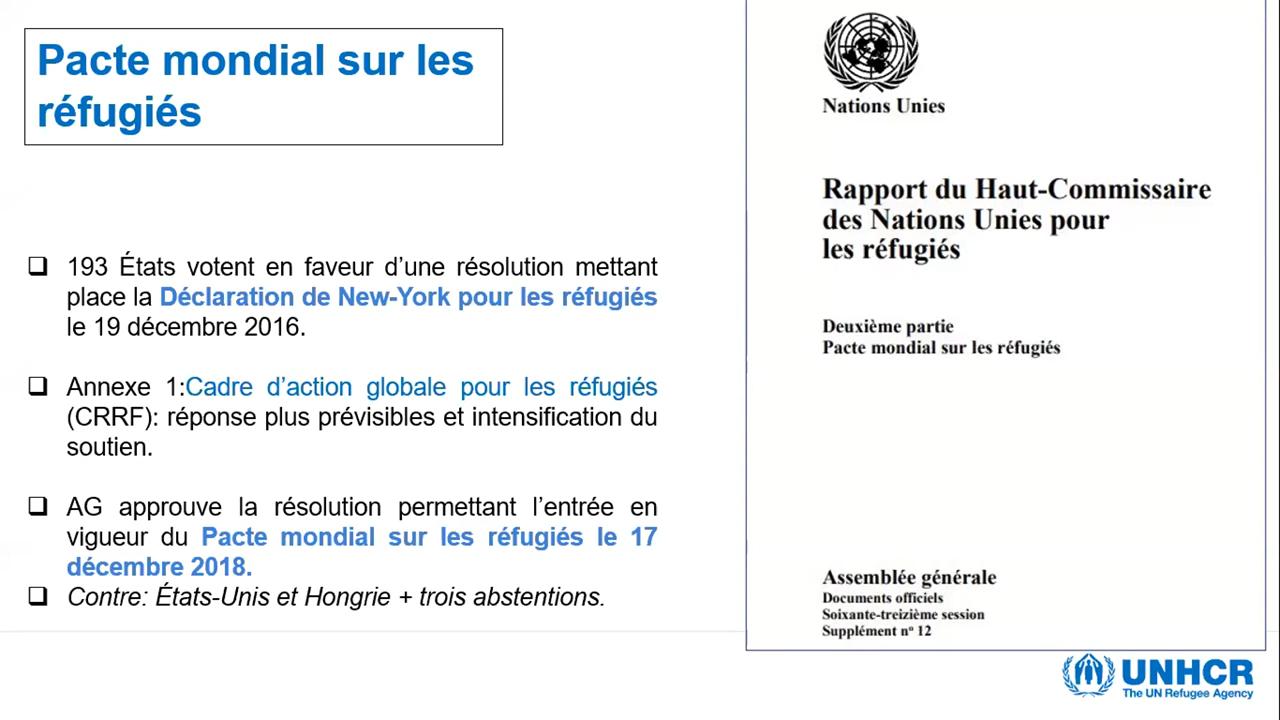 Pacte mondial sur les
réfugiés
193 États votent en faveur d’une résolution mettant
place la Déclaration de New-York pour les réfugiés
le 19 décembre 2016.
Annexe 1:Cadre d’action globale pour les réfugiés
(CRRF): réponse plus prévisibles et intensification du
soutien.
AG approuve la résolution permettant l’entrée en
vigueur du Pacte mondial sur les réfugiés le 17
décembre 2018.
Contre: États-Unis et Hongrie + trois abstentions.
Nations Unies
Rapport du Haut-Commissaire
des Nations Unies pour
les réfugiés
Deuxième partie
Pacte mondial sur les réfugiés
Assemblée générale
Documents officiels
Soixante-treizième session
Supplément nº 12
UNHCR
The UN Refugee Agency